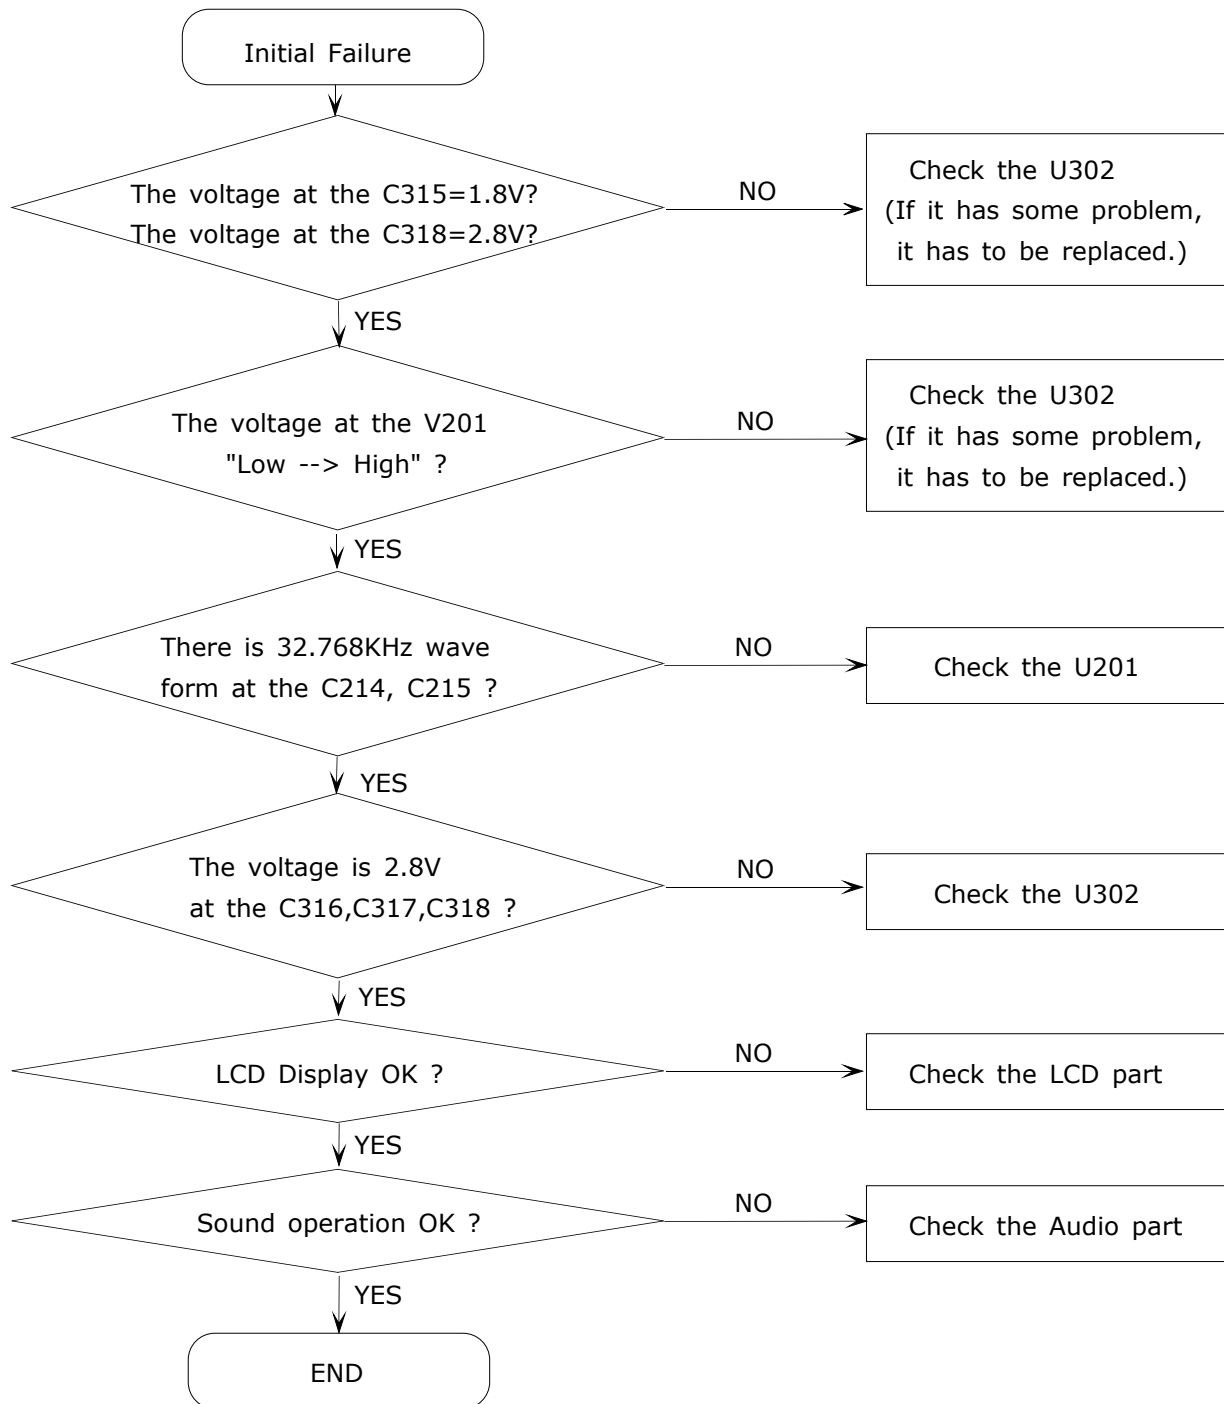 Initial Failure
The voltage at the C315=1.8V?
The voltage at the C318=2.8V?
NO
Check the U302
(If it has some problem,
it has to be replaced.)
YES
The voltage at the V201
"Low --> High" ?
NO
Check the U302
(If it has some problem,
it has to be replaced.)
YES
There is 32.768KHz wave
form at the C214, C215 ?
NO
Check the U201
YES
The voltage is 2.8V
at the C316,C317,C318 ?
NO
Check the U302
YES
LCD Display OK ?
NO
Check the LCD part
YES
Sound operation OK ?
NO
Check the Audio part
YES
END